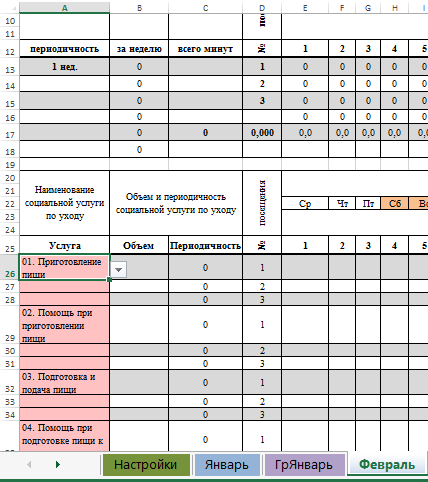 A B C D E F G H I
10 по
11
12 периодичность за неделю всего минут № 1 2 3 4 5
13 1 нед. 0 1 0 0 0 0 0
14 0 2 0 0 0 0 0
15 0 3 0 0 0 0 0
16 0 0 0 0 0 0
17 0 0 0,000 0,0 0,0 0,0 0,0 0,0
18 0
19
20
21
22
23
24
Наименование
социальной услуги
по уходу
Объем и периодичность
социальной услуги
по уходу
посещения
Ср Чт Пт Сб Вс
25 Услуга Объем Периодичность № 1 2 3 4 5
01. Приготовление
26 пищи 0 1
27 0 2
28 0 3
02. Помощь при
приготовлении
29 пищи 0 1
30 0 2
31 0 3
03. Подготовка и
32 подача пищи 0 1
33 0 2
34 0 3
04. Помощь при
подготовке пищи к 0 1
Настройки Январь ГрЯнварь Февраль